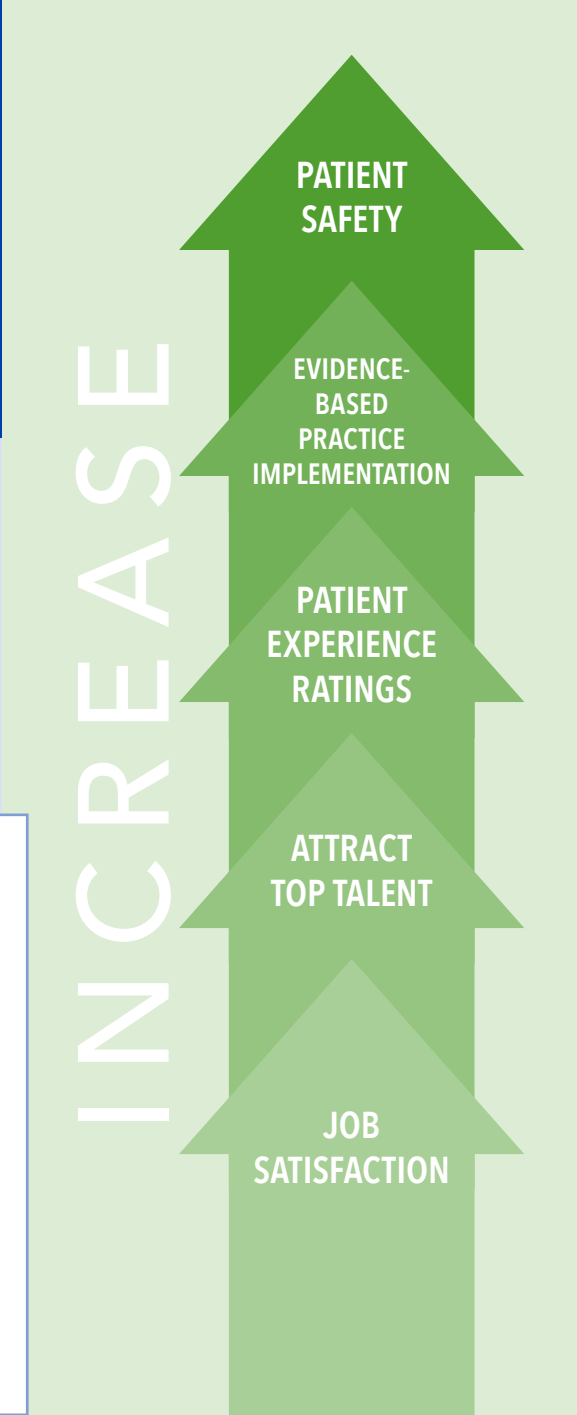 INCREASE
PATIENT
SAFETY
EVIDENCE-
BASED
PRACTICE
IMPLEMENTATION
PATIENT
EXPERIENCE
RATINGS
ATTRACT
TOP TALENT
JOB
SATISFACTION